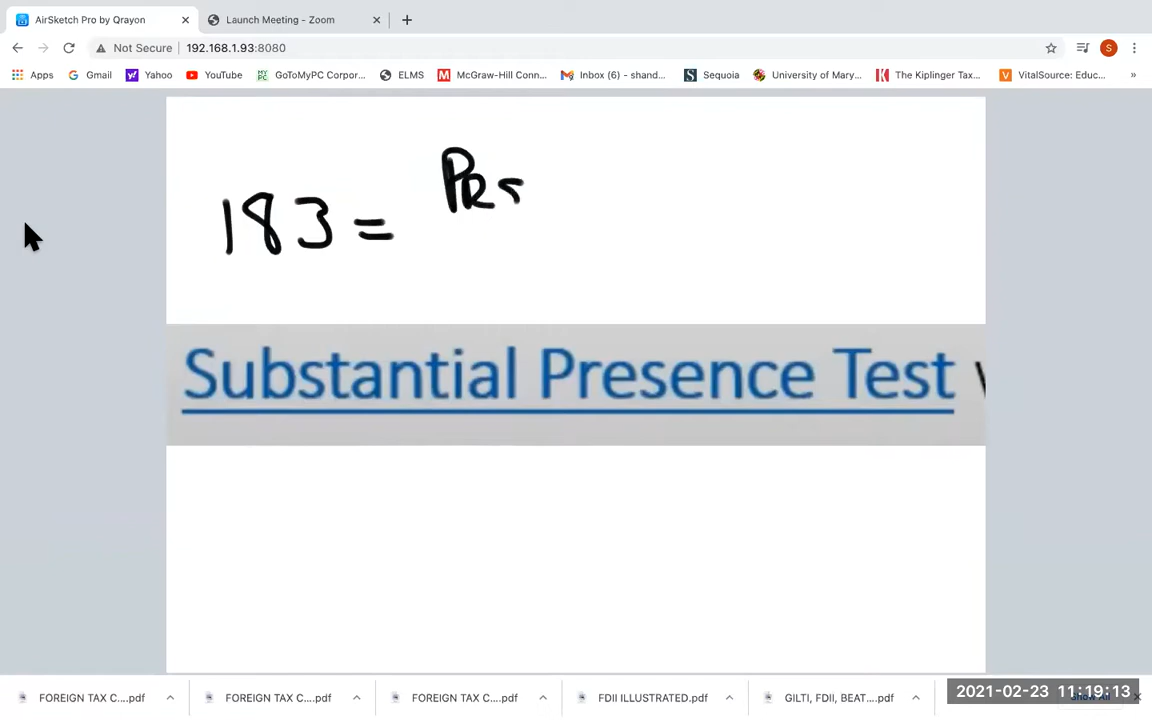 AirSketch Pro by Qrayon
Launch Meeting - Zoom
Not Secure 192.168.1.93:8080
Apps Gmail Yahoo YouTube GoToMyPC Corpor... ELMS McGraw-Hill Conn... Inbox (6) - shand... Sequoia University of Mary... The Kiplinger Tax... VitalSource: Educ... »
PR
183 =
Substantial Presence Test
FOREIGN TAX C....pdf FOREIGN TAX C....pdf FOREIGN TAX C....pdf FDII ILLUSTRATED.pdf GILTI, FDII, BEAT....pdf Show All
2021-02-23 11:19:13